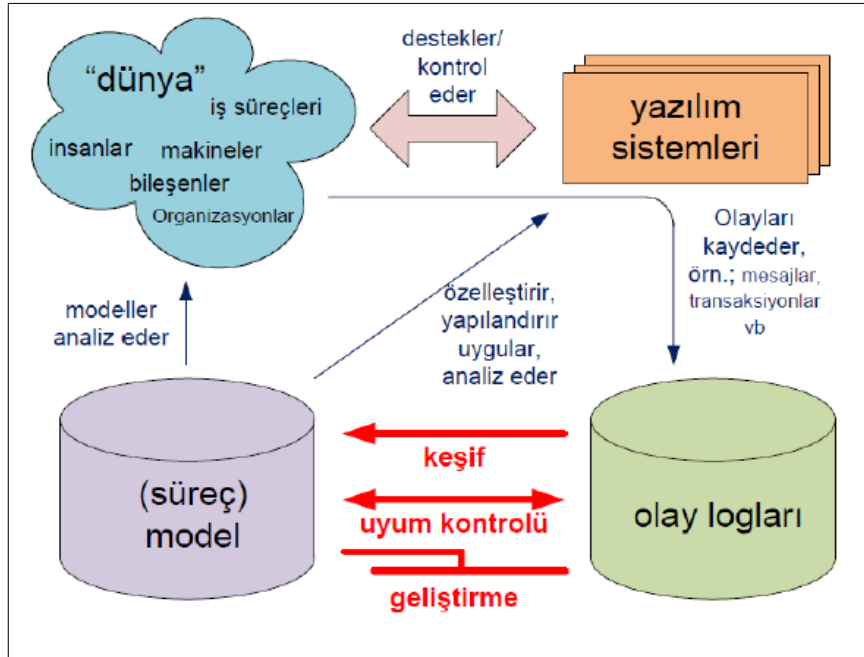 "dünya"
iş süreçleri
insanlar
makineler
bileşenler
Organizasyonlar
destekler/
kontrol
eder
yazılım
sistemleri
Olayları
kaydeder,
örn.; mesajlar,
transaksiyonlar
vb
modeller
analiz eder
özelleştirir,
yapılandırır
uygular,
analiz eder
(süreç)
model
keşif
uyum kontrolü
geliştirme
olay logları